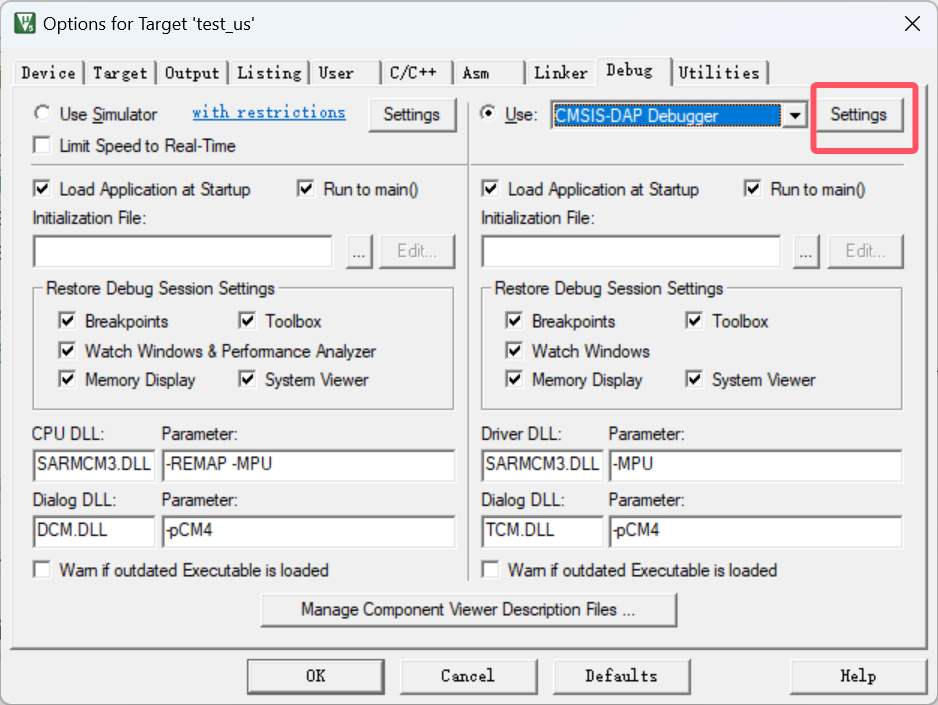 Options for Target 'test_us'
Device Target Output Listing User C/C++ Asm Linker Debug Utilities
Use Simulator with restrictions Settings Use: CMSIS-DAP Debugger Settings
Limit Speed to Real-Time
Load Application at Startup Run to main() Load Application at Startup Run to main()
Initialization File: Initialization File:
... Edit... ... Edit...
Restore Debug Session Settings Restore Debug Session Settings
Breakpoints Toolbox Breakpoints Toolbox
Watch Windows & Performance Analyzer Watch Windows
Memory Display System Viewer Memory Display System Viewer
CPU DLL: Parameter: Driver DLL: Parameter:
SARMCM3.DLL -REMAP -MPU SARMCM3.DLL -MPU
Dialog DLL: Parameter: Dialog DLL: Parameter:
DCM.DLL -pCM4 TCM.DLL -pCM4
Warn if outdated Executable is loaded Warn if outdated Executable is loaded
Manage Component Viewer Description Files ...
OK Cancel Defaults Help